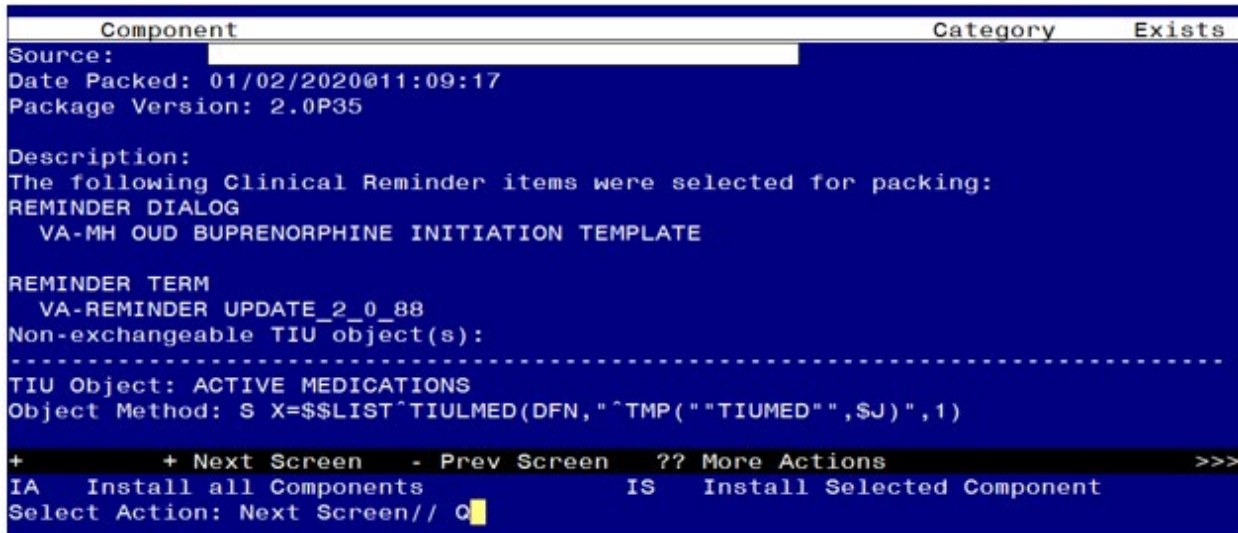 Component Category Exists
Source:
Date Packed: 01/02/2020@11:09:17
Package Version: 2.0P35
Description:
The following Clinical Reminder items were selected for packing:
REMINDER DIALOG
VA-MH OUD BUPRENORPHINE INITIATION TEMPLATE
REMINDER TERM
VA-REMINDER UPDATE_2_0_88
Non-exchangeable TIU object(s):
--------------------------------------------------------------------------------
TIU Object: ACTIVE MEDICATIONS
Object Method: S X=$$LIST^TIULMED(DFN,"^TMP(""TIUMED"",$J)",1)
+ + Next Screen - Prev Screen ?? More Actions >>>
IA Install all Components IS Install Selected Component
Select Action: Next Screen// Q